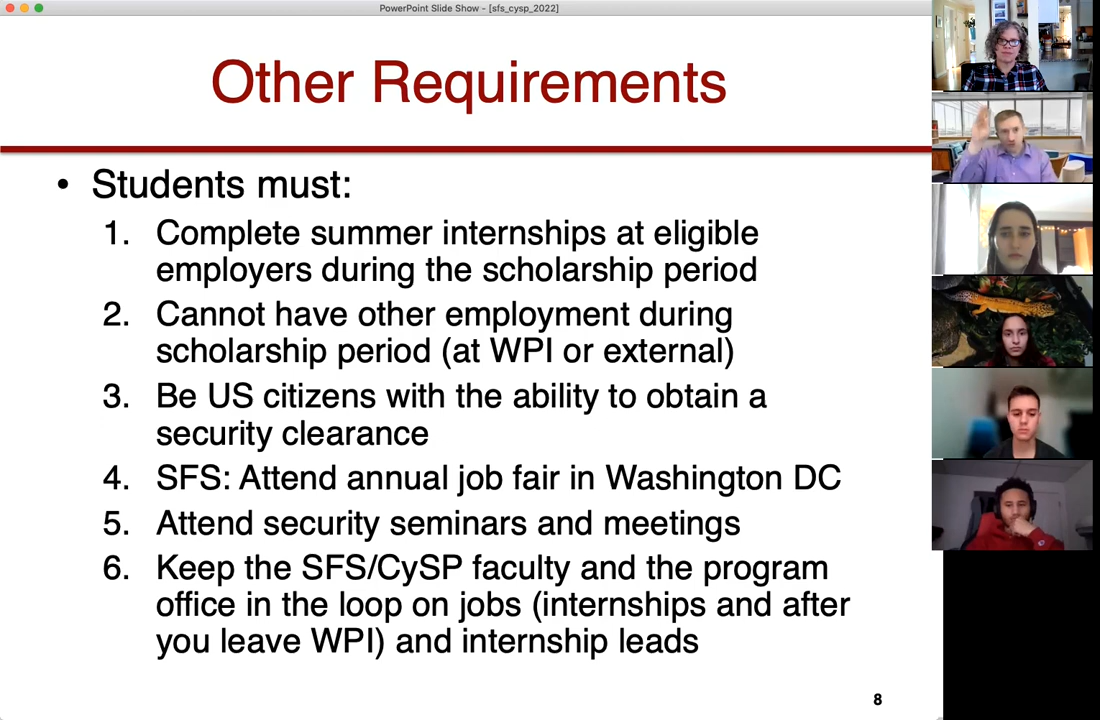 PowerPoint Slide Show - [sfs_cysp_2022]
Other Requirements
• Students must:
1. Complete summer internships at eligible
employers during the scholarship period
2. Cannot have other employment during
scholarship period (at WPI or external)
3. Be US citizens with the ability to obtain a
security clearance
4. SFS: Attend annual job fair in Washington DC
5. Attend security seminars and meetings
6. Keep the SFS/CySP faculty and the program
office in the loop on jobs (internships and after
you leave WPI) and internship leads
8